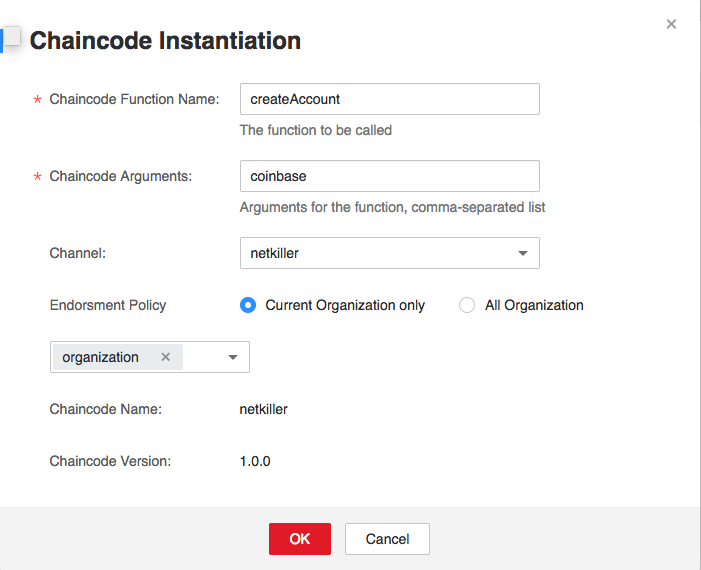 Chaincode Instantiation
* Chaincode Function Name: createAccount
The function to be called
* Chaincode Arguments: coinbase
Arguments for the function, comma-separated list
Channel: netkiller
Endorsment Policy Current Organization only All Organization
organization
Chaincode Name: netkiller
Chaincode Version: 1.0.0
OK Cancel